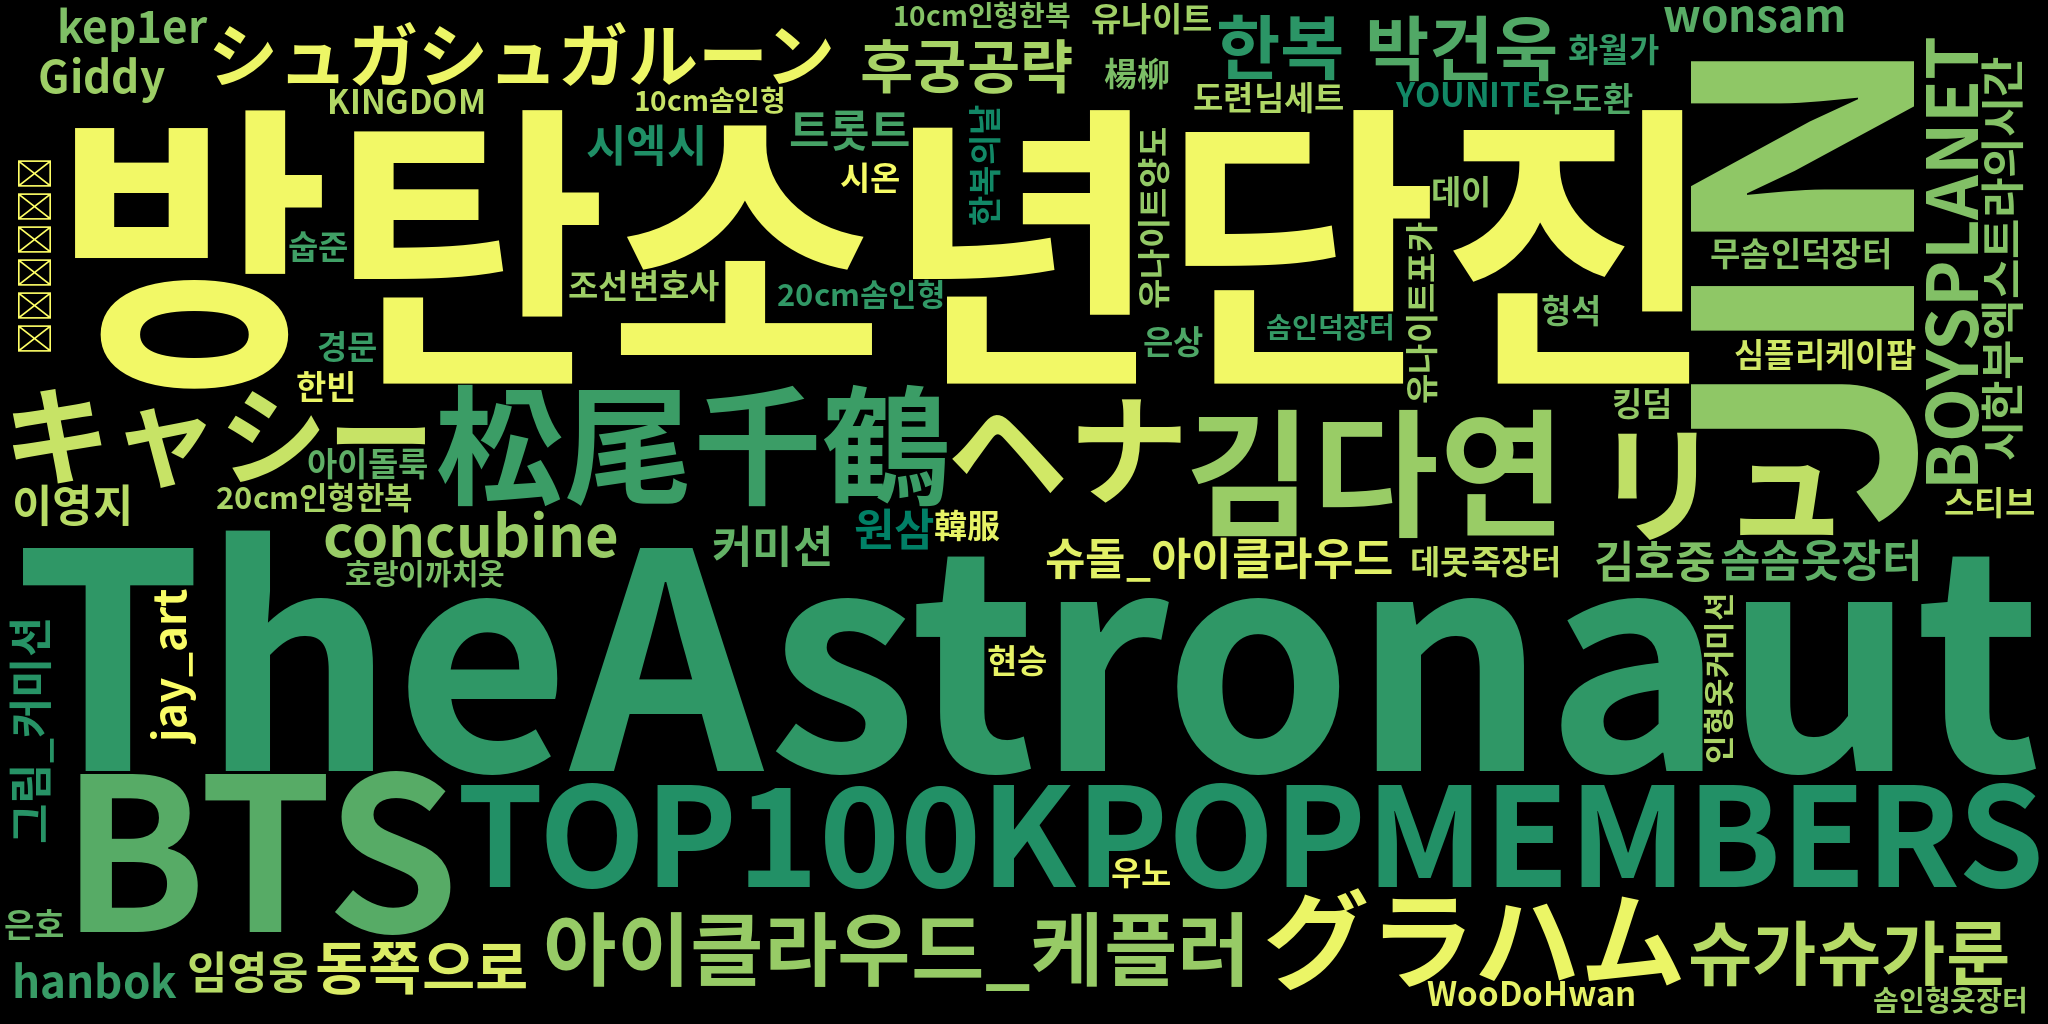 kep1er
シュガシュガルーン
10cm인형한복
유나이트
한복
박건욱
화월가
wonsam
Giddy
KINGDOM
10cm솜인형
후궁공략
楊柳
도련님세트
YOUNITE
우도환
JIN
BOYSPLANET
시한부엑스트라의시간
방탄소년단진
시엑시
트롯트
시온
한복의날
유나이트양도
데이
숍준
조선변호사
20cm솜인형
유나이트포카
무솜인덕장터
형석
경문
은상
솜인덕장터
심플리케이팝
한빈
킹덤
キャシー
松尾千鶴
ヘナ
김다연
リュ
아이돌룩
이영지
20cm인형한복
스티브
concubine
커미션
원삼
韓服
슈돌_아이클라우드
데못죽장터
김호중
솜솜옷장터
호랑이까치옷
TheAstronaut
jay_art
그림_커미션
현승
인형옷커미션
BTS
TOP100KPOPMEMBERS
우노
은호
아이클라우드_케플러
グラハム
슈가슈가룬
hanbok
임영웅
동쪽으로
WooDoHwan
솜인형옷장터